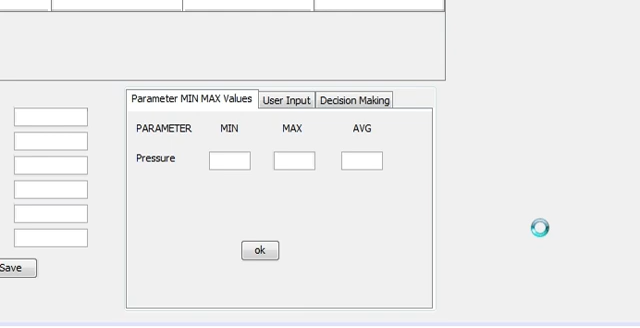 Parameter MIN MAX Values User Input Decision Making
PARAMETER MIN MAX AVG
Pressure
ok
Save